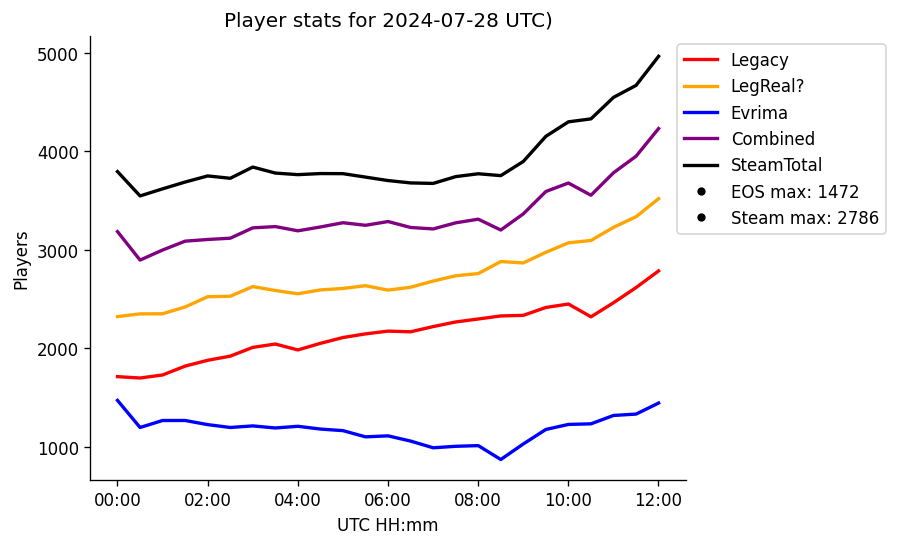 Player stats for 2024-07-28 UTC)
5000
4000
3000
2000
1000
Players
00:00 02:00 04:00 06:00 08:00 10:00 12:00
UTC HH:mm
Legacy
LegReal?
Evrima
Combined
SteamTotal
EOS max: 1472
Steam max: 2786